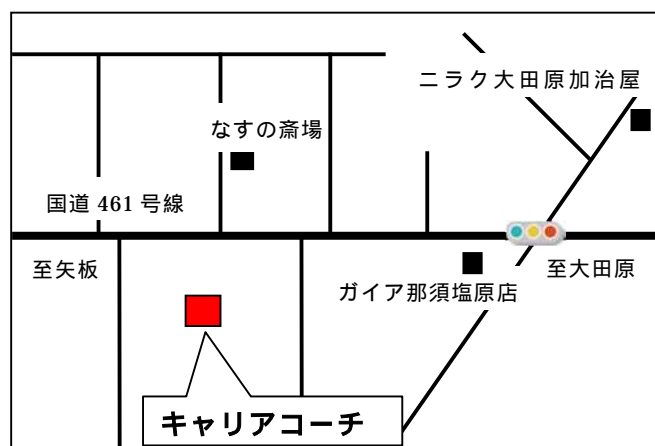 ニラク大田原加治屋
なすの斎場
国道 461 号線
至矢板
至大田原
ガイア那須塩原店
キャリアコーチ